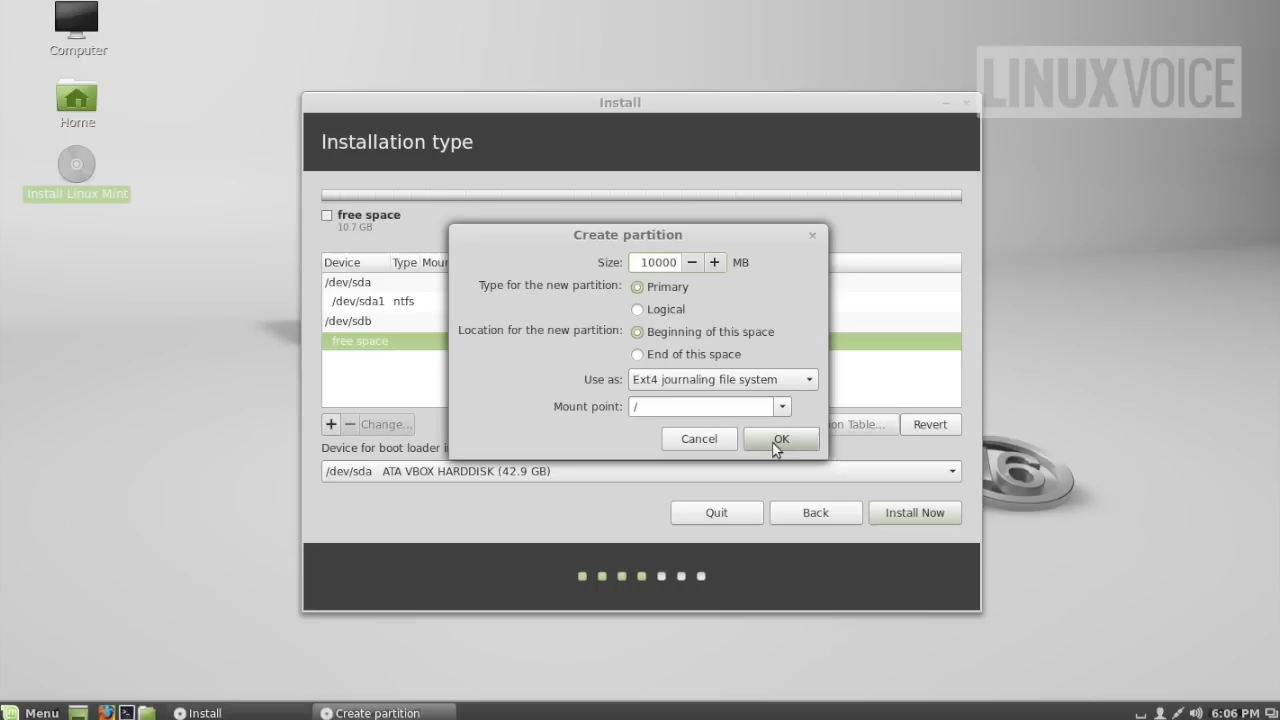 Computer
LINUXVOICE
Install
Home
Installation type
Install Linux Mint
free space
10.7 GB
Create partition
Size: 10000 MB
Device Type Mou
Type for the new partition: Primary
/dev/sda
/dev/sda1 ntfs
Logical
/dev/sdb
Location for the new partition: Beginning of this space
free space
End of this space
Use as: Ext4 journaling file system
Mount point: /
+ − Change...
Table...
Revert
Cancel
OK
Device for boot loader
/dev/sda ATA VBOX HARDDISK (42.9 GB)
Quit
Back
Install Now
Menu
Install
Create partition
6:06 PM